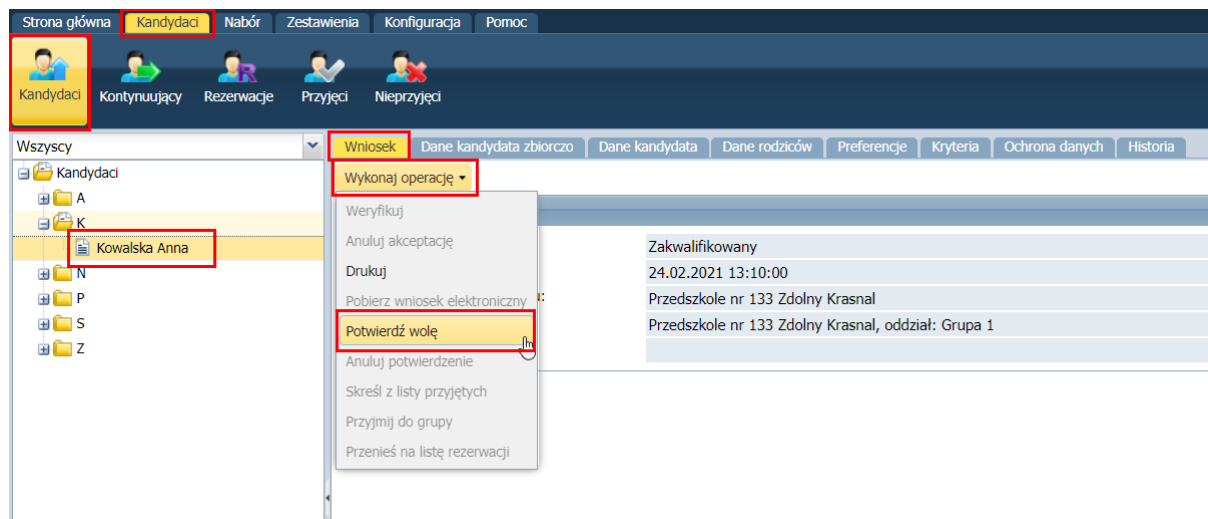 Strona główna Kandydaci Nabór Zestawienia Konfiguracja Pomoc
Kandydaci Kontynuujący Rezerwacje Przyjęci Nieprzyjęci
Wszyscy
Kandydaci
A
K
Kowalska Anna
N
P
S
Z
Wniosek Dane kandydata zbiorczo Dane kandydata Dane rodziców Preferencje Kryteria Ochrona danych Historia
Wykonaj operację
Weryfikuj
Anuluj akceptację
Drukuj
Pobierz wniosek elektroniczny
Potwierdź wolę
Anuluj potwierdzenie
Skreśl z listy przyjętych
Przyjmij do grupy
Przenieś na listę rezerwacji
Zakwalifikowany
24.02.2021 13:10:00
Przedszkole nr 133 Zdolny Krasnal
Przedszkole nr 133 Zdolny Krasnal, oddział: Grupa 1